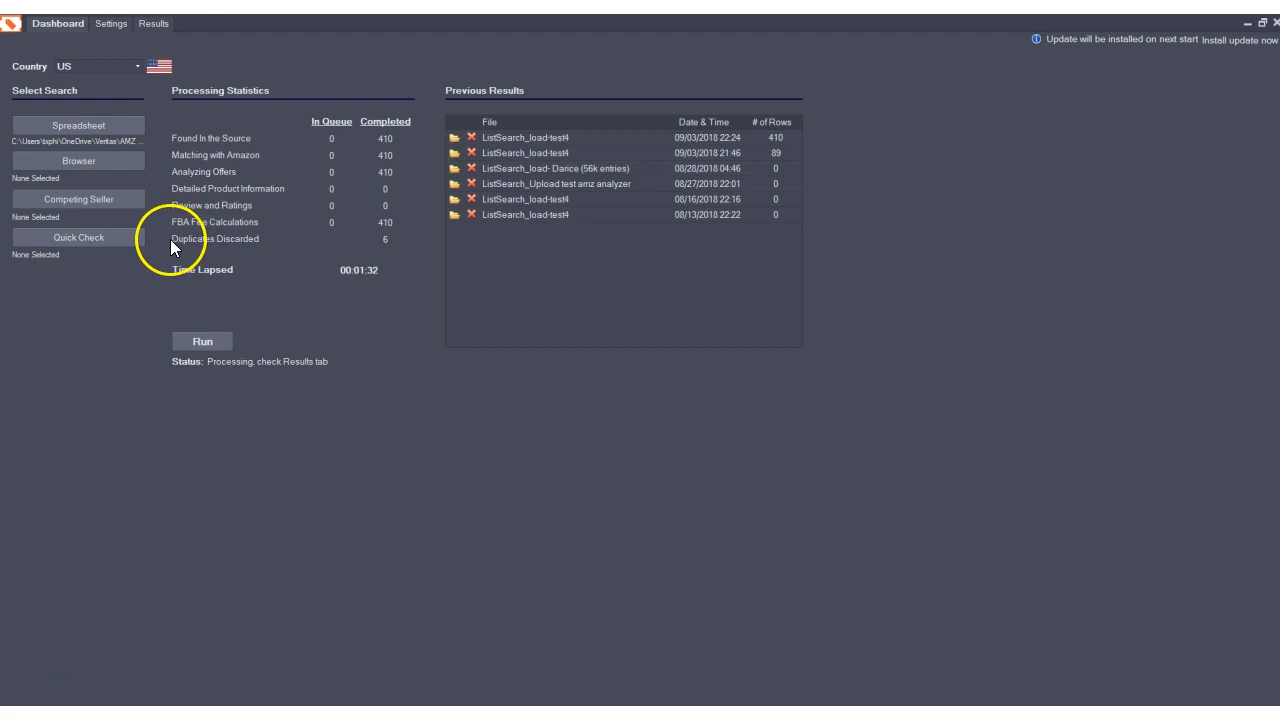 Dashboard Settings Results
Update will be installed on next start Install update now
Country US
Select Search
Spreadsheet
C:\Users\txphi\OneDrive\Veritas\AMZ ...
Browser
None Selected
Competing Seller
None Selected
Quick Check
None Selected
Processing Statistics
In Queue Completed
Found In the Source 0 410
Matching with Amazon 0 410
Analyzing Offers 0 410
Detailed Product Information 0 0
Review and Ratings 0 0
FBA Fee Calculations 0 410
Duplicates Discarded 6
Time Lapsed 00:01:32
Run
Status: Processing, check Results tab
Previous Results
File Date & Time # of Rows
ListSearch_load-test4 09/03/2018 22:24 410
ListSearch_load-test4 09/03/2018 21:46 89
ListSearch_load- Darice (56k entries) 08/28/2018 04:46 0
ListSearch_Upload test amz analyzer 08/27/2018 22:01 0
ListSearch_load-test4 08/16/2018 22:16 0
ListSearch_load-test4 08/13/2018 22:22 0